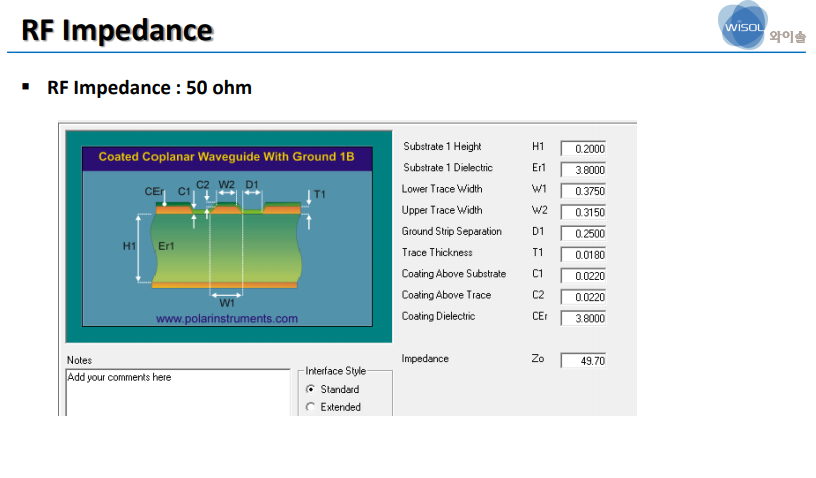 RF Impedance
WiSOL 와이솔
▪ RF Impedance : 50 ohm
Coated Coplanar Waveguide With Ground 1B
CEr C1 C2 W2 D1 T1
H1 Er1
W1
www.polarinstruments.com
Substrate 1 Height H1 0.2000
Substrate 1 Dielectric Er1 3.8000
Lower Trace Width W1 0.3750
Upper Trace Width W2 0.3150
Ground Strip Separation D1 0.2500
Trace Thickness T1 0.0180
Coating Above Substrate C1 0.0220
Coating Above Trace C2 0.0220
Coating Dielectric CEr 3.8000
Impedance Zo 49.70
Notes
Add your comments here
Interface Style
Standard
Extended